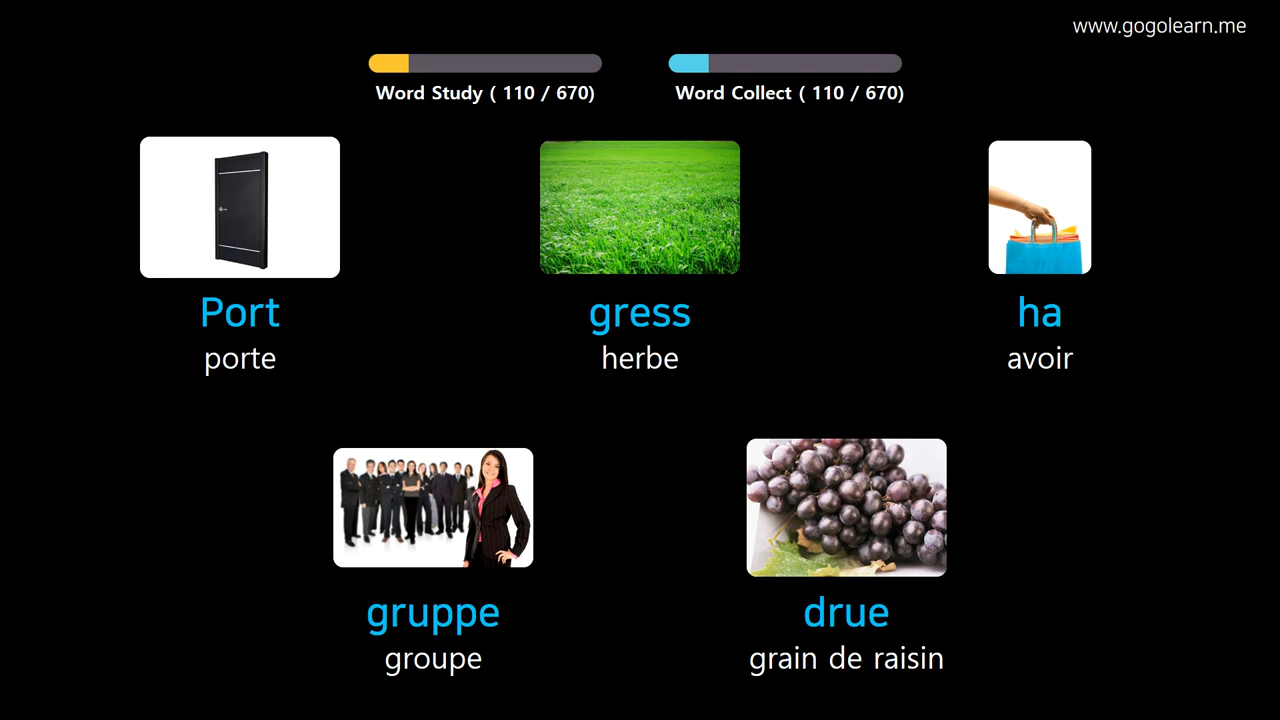 www.gogolearn.me
Word Study ( 110 / 670)
Word Collect ( 110 / 670)
Port
porte
gress
herbe
ha
avoir
gruppe
groupe
drue
grain de raisin